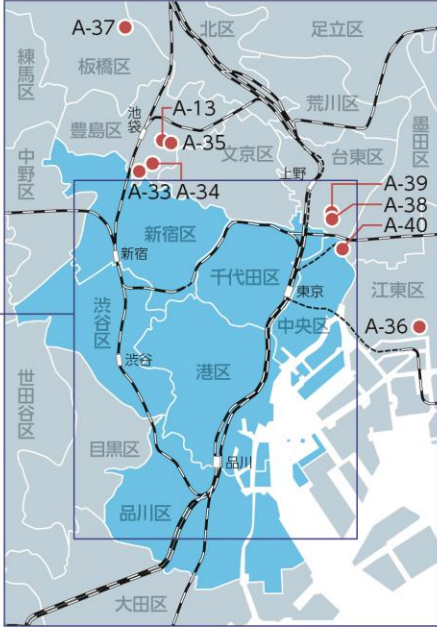 A-37
北区
足立区
練馬区
板橋区
荒川区
池袋
A-13
豊島区
A-35
文京区
墨田区
中野区
台東区
上野
A-39
A-33
A-34
A-38
新宿区
A-40
新宿
千代田区
江東区
東京
渋谷区
中央区
A-36
渋谷
港区
世田谷区
目黒区
品川
品川区
大田区